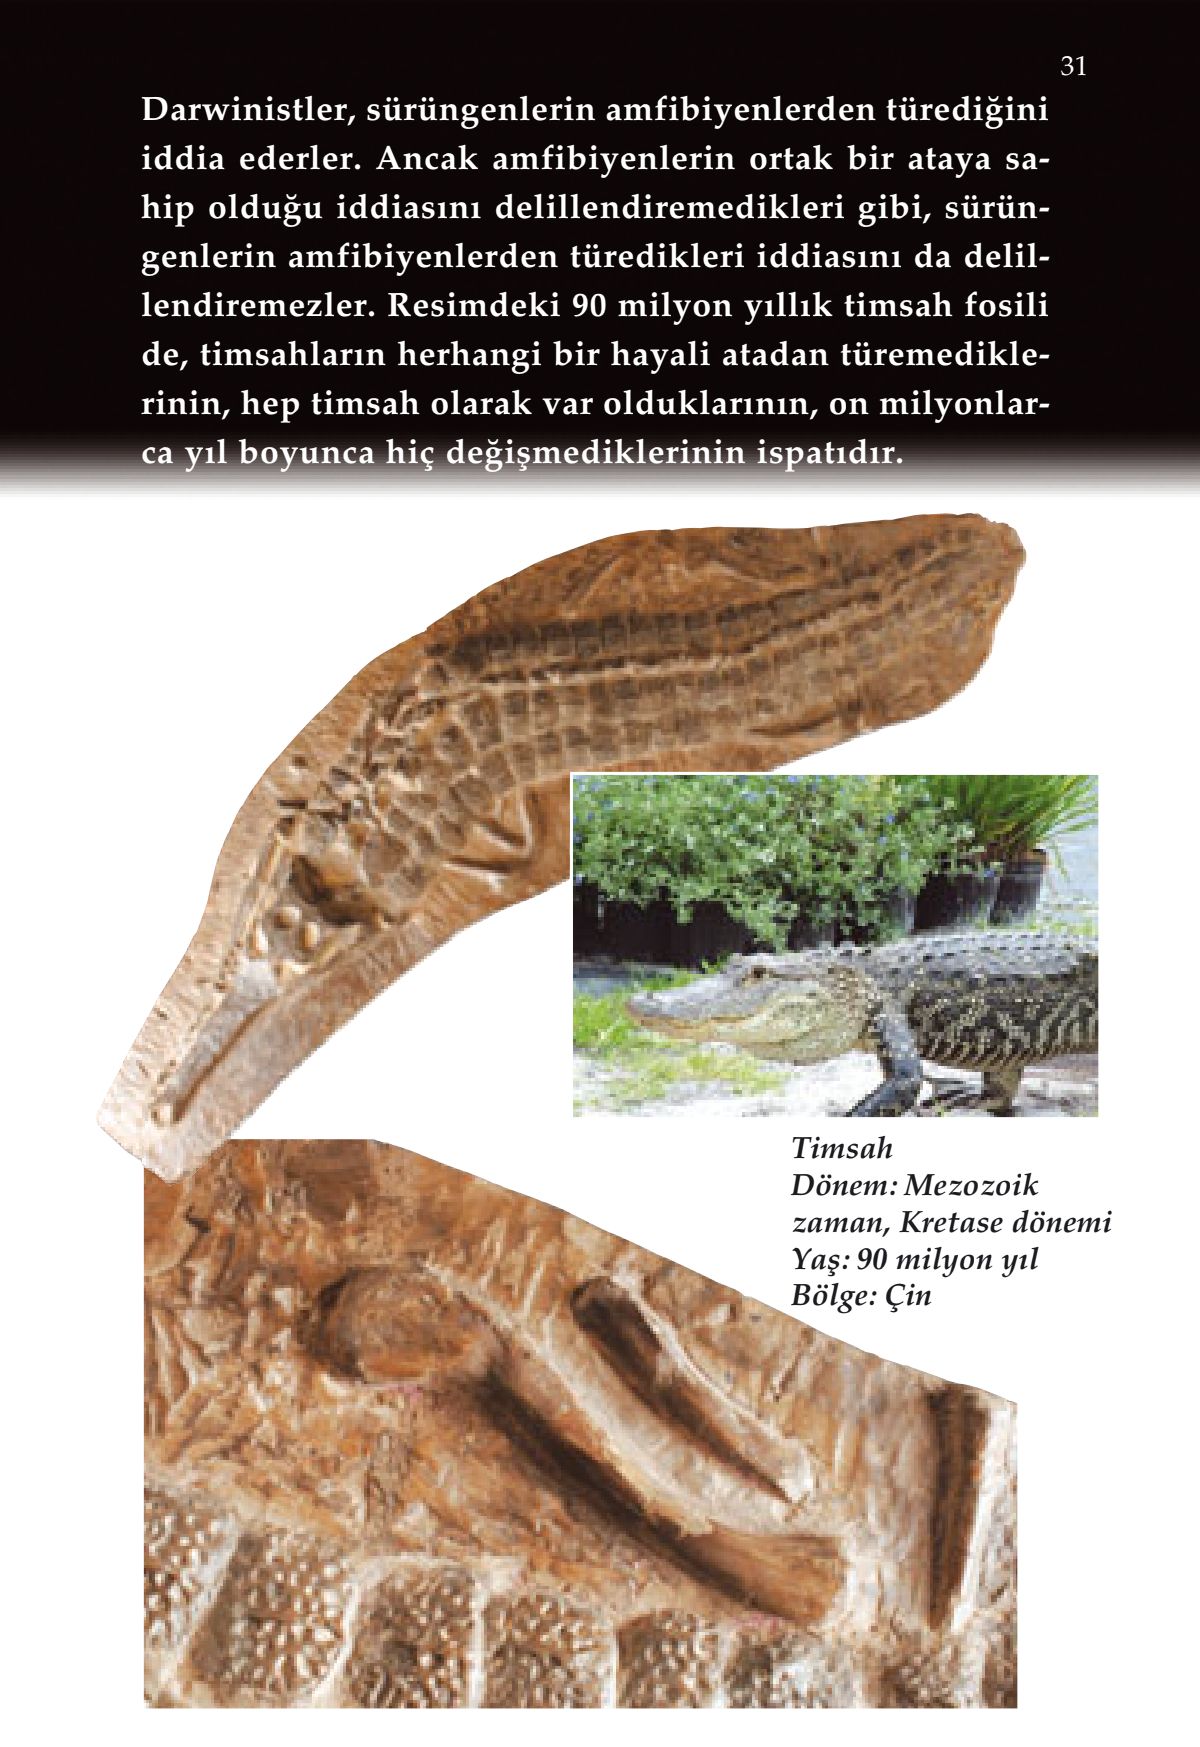 31
Darwinistler, sürüngenlerin amfibiyenlerden türediğini
iddia ederler. Ancak amfibiyenlerin ortak bir ataya sa-
hip olduğu iddiasını delillendiremedikleri gibi, sürün-
genlerin amfibiyenlerden türedikleri iddiasını da delil-
lendiremezler. Resimdeki 90 milyon yıllık timsah fosili
de, timsahların herhangi bir hayali atadan türemedikle-
rinin, hep timsah olarak var olduklarının, on milyonlar-
ca yıl boyunca hiç değişmediklerinin ispatıdır.
Timsah
Dönem: Mezozoik
zaman, Kretase dönemi
Yaş: 90 milyon yıl
Bölge: Çin